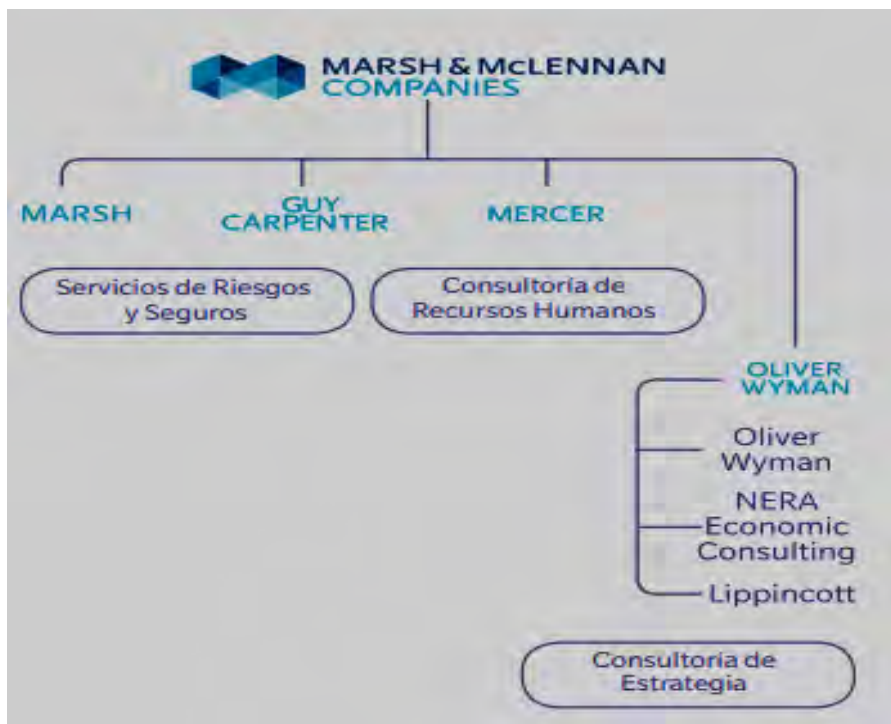 MARSH & McLENNAN
COMPANIES
MARSH
GUY
CARPENTER
MERCER
Servicios de Riesgos
y Seguros
Consultoría de
Recursos Humanos
OLIVER
WYMAN
Oliver
Wyman
NERA
Economic
Consulting
Lippincott
Consultoría de
Estrategia